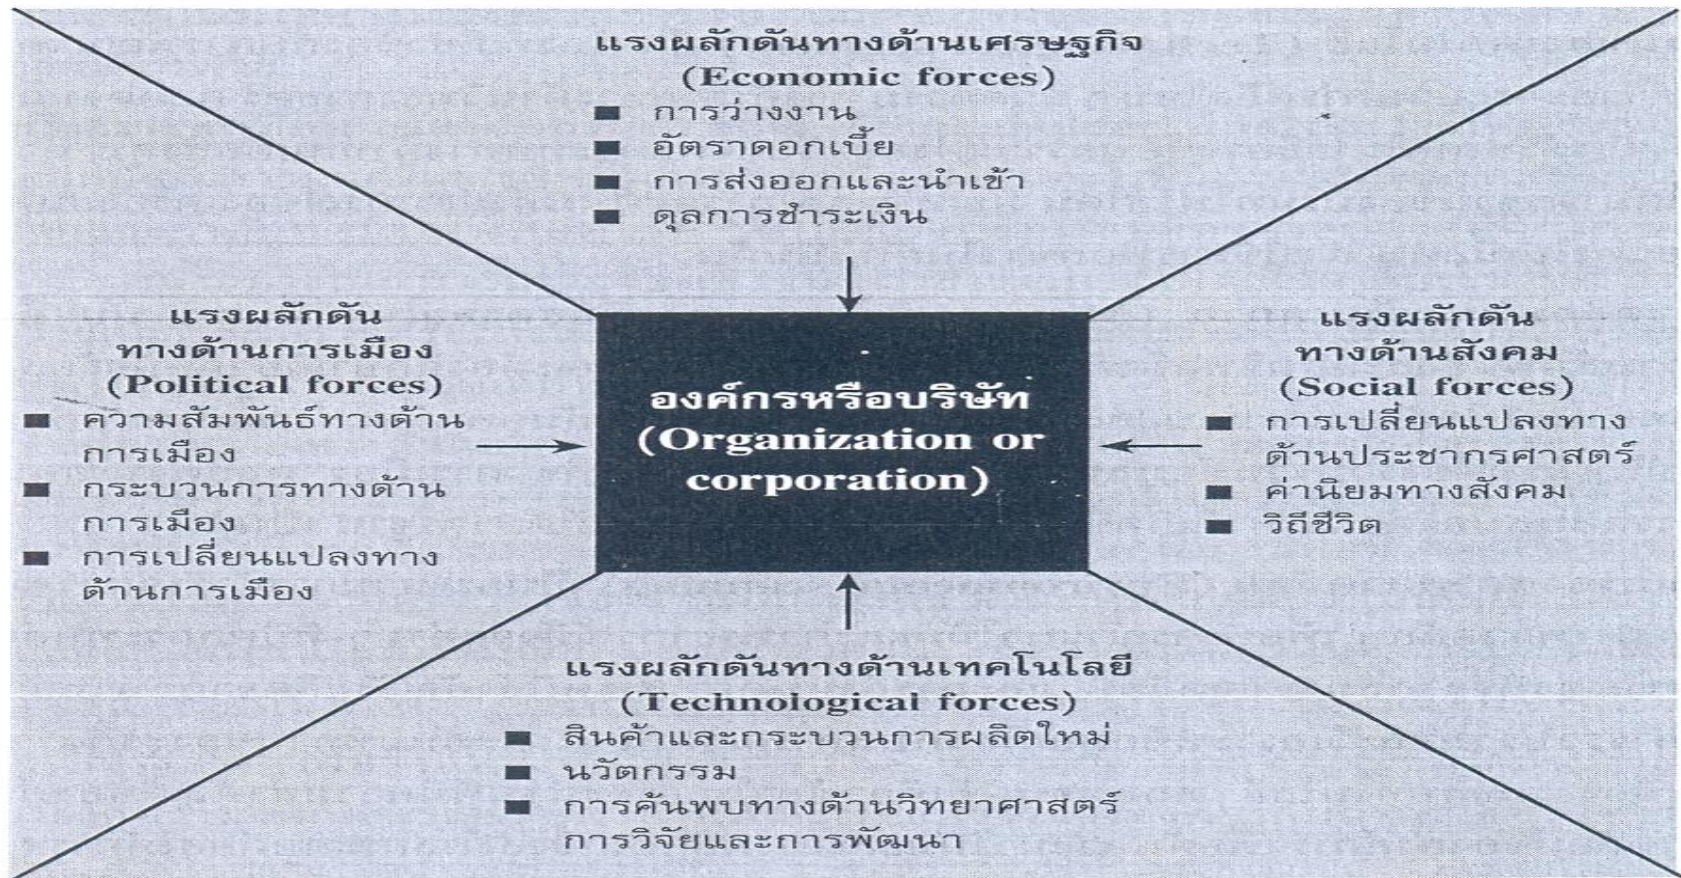 แรงผลักดันทางด้านเศรษฐกิจ
(Economic forces)
■ การว่างงาน
■ อัตราดอกเบี้ย
■ การส่งออกและนำเข้า
■ ดุลการชำระเงิน
แรงผลักดัน
ทางด้านการเมือง
(Political forces)
■ ความสัมพันธ์ทางด้าน
การเมือง
■ กระบวนการทางด้าน
การเมือง
■ การเปลี่ยนแปลงทาง
ด้านการเมือง
องค์กรหรือบริษัท
(Organization or
corporation)
แรงผลักดัน
ทางด้านสังคม
(Social forces)
■ การเปลี่ยนแปลงทาง
ด้านประชากรศาสตร์
■ ค่านิยมทางสังคม
■ วิถีชีวิต
แรงผลักดันทางด้านเทคโนโลยี
(Technological forces)
■ สินค้าและกระบวนการผลิตใหม่
■ นวัตกรรม
■ การค้นพบทางด้านวิทยาศาสตร์
การวิจัยและการพัฒนา